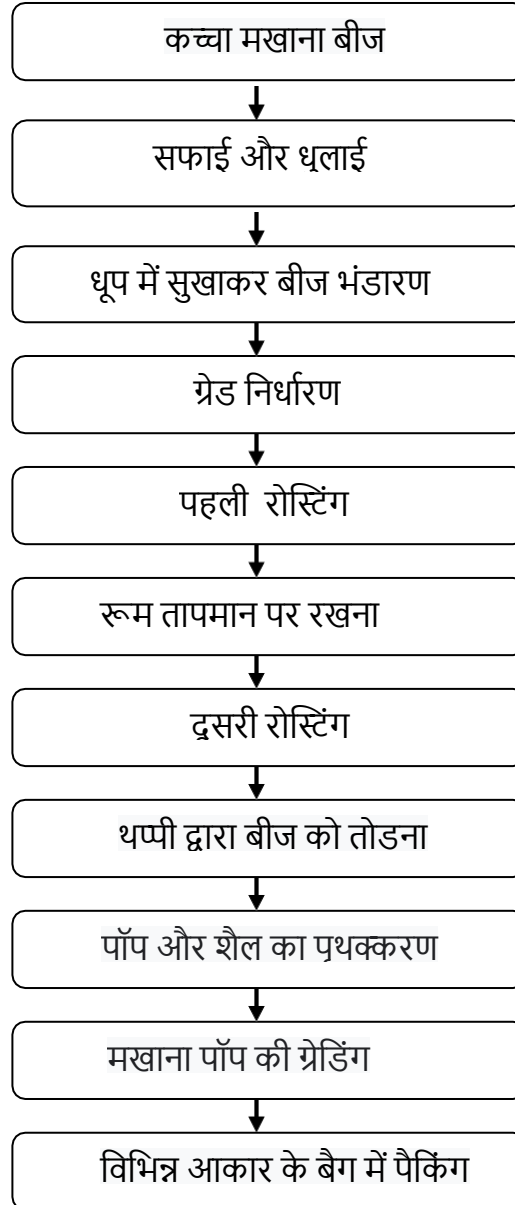 कच्चा मखाना बीज
सफाई और धुलाई
धूप में सुखाकर बीज भंडारण
ग्रेड निर्धारण
पहली रोस्टिंग
रूम तापमान पर रखना
दूसरी रोस्टिंग
थप्पी द्वारा बीज को तोडना
पॉप और शैल का पृथक्करण
मखाना पॉप की ग्रेडिंग
विभिन्न आकार के बैग में पैकिंग